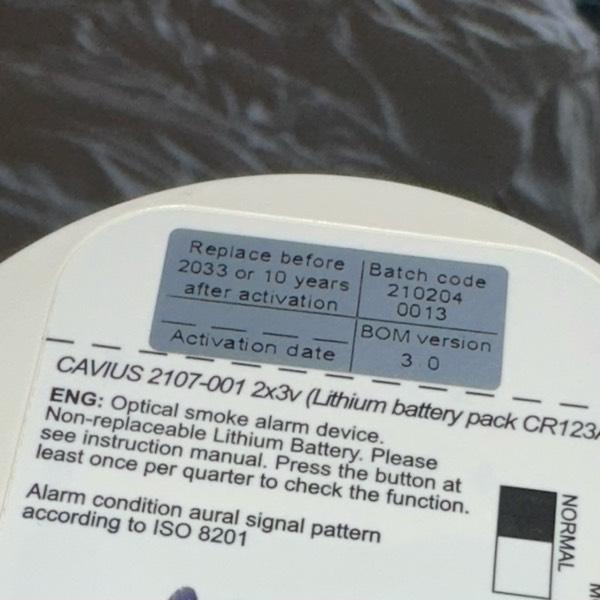 Replace before
2033 or 10 years
after activation
Activation date
Batch code
210204
0013
BOM version
3.0
CAVIUS 2107-001 2x3v (Lithium battery pack CR123A
ENG: Optical smoke alarm device.
Non-replaceable Lithium Battery. Please
see instruction manual. Press the button at
least once per quarter to check the function.
Alarm condition aural signal pattern
according to ISO 8201
NORMAL